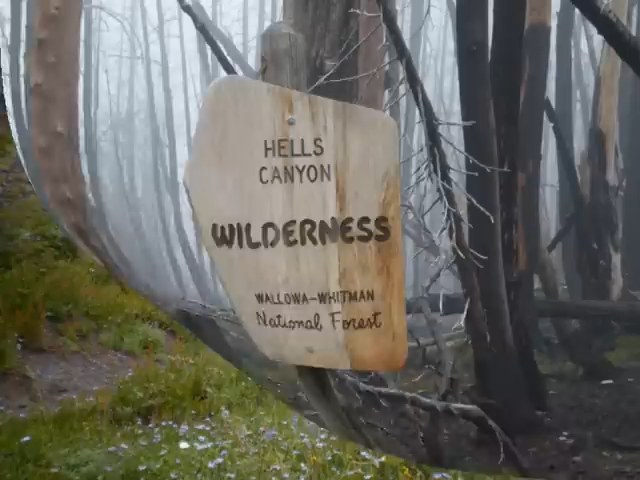 HELLS
CANYON
WILDERNESS
WALLOWA-WHITMAN
National Forest